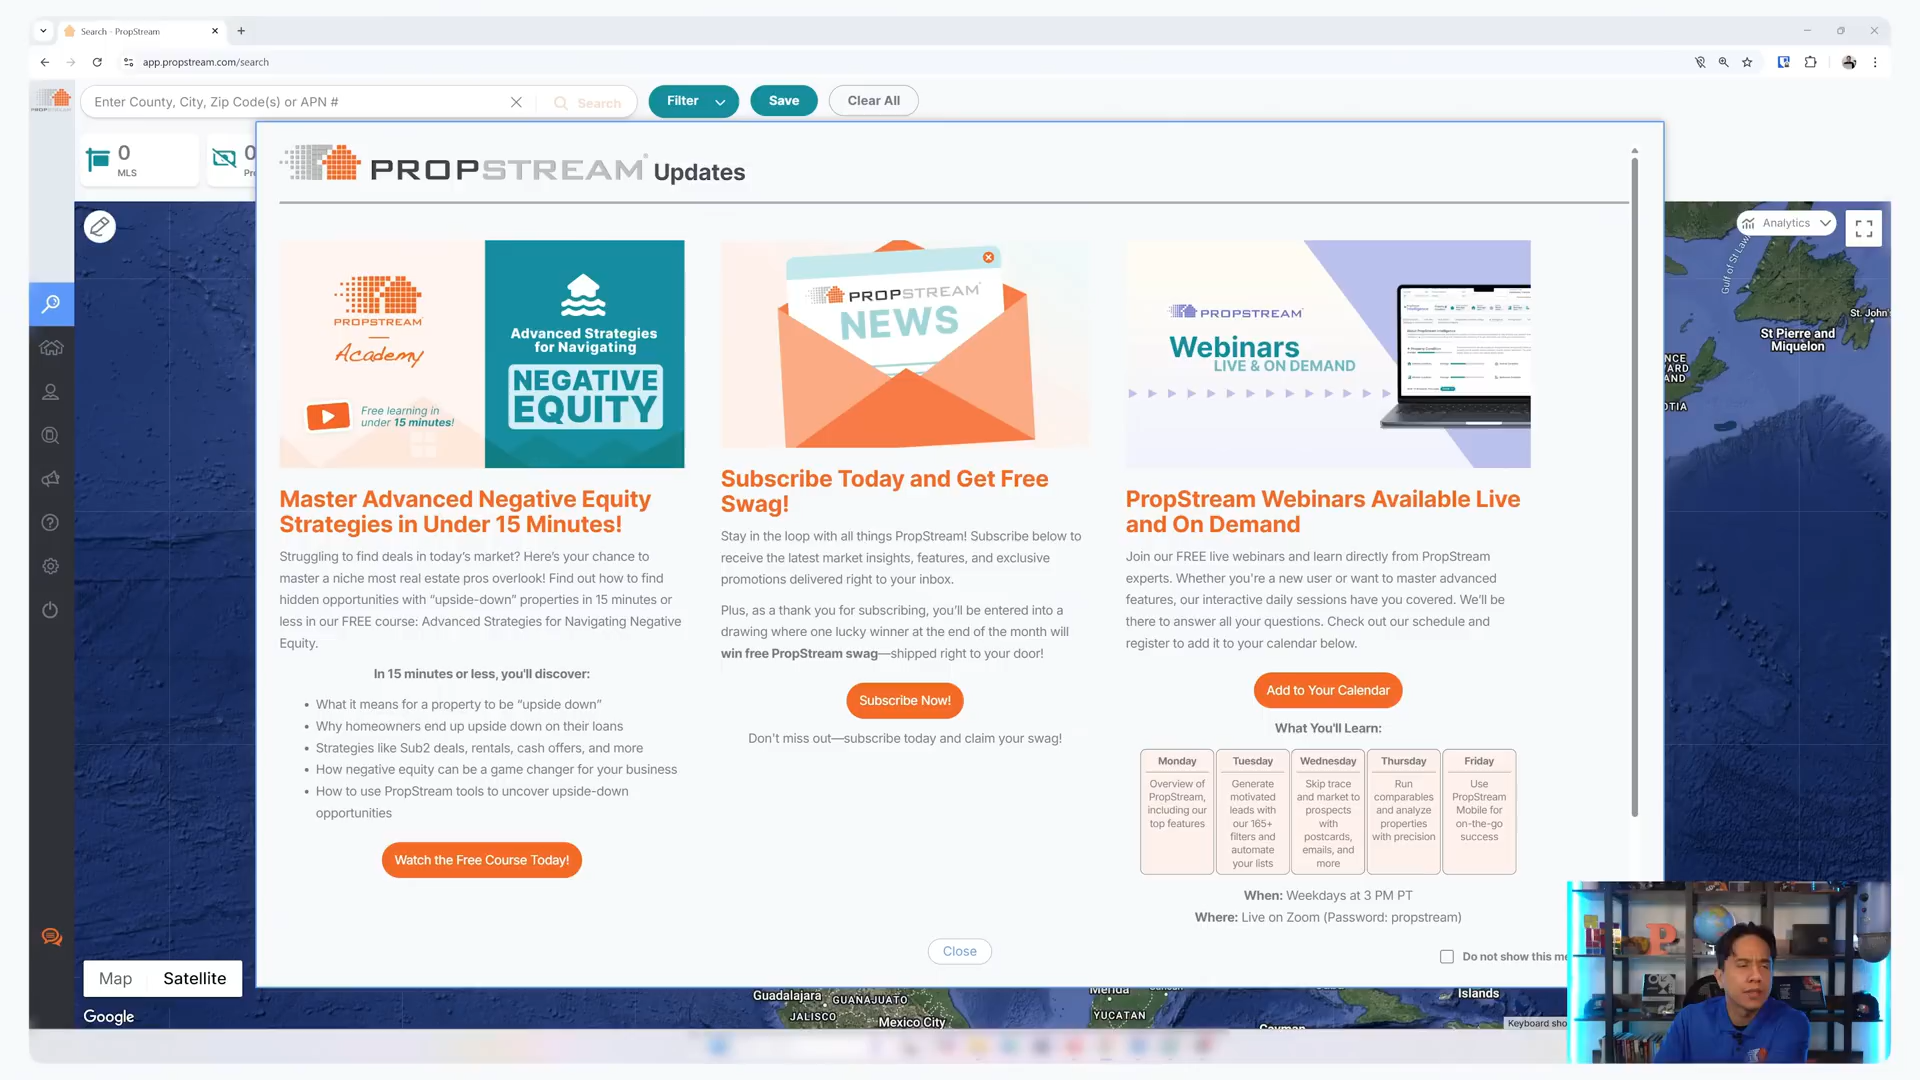 Search - PropStream
app.propstream.com/search
Enter County, City, Zip Code(s) or APN #
Search
Filter
Save
Clear All
0
MLS
0
PROPSTREAM Updates
Analytics
PROPSTREAM
Academy
Free learning in
under 15 minutes!
Advanced Strategies
for Navigating
NEGATIVE
EQUITY
PROPSTREAM
NEWS
PROPSTREAM
Webinars
LIVE & ON DEMAND
Master Advanced Negative Equity
Strategies in Under 15 Minutes!
Struggling to find deals in today's market? Here's your chance to
master a niche most real estate pros overlook! Find out how to find
hidden opportunities with “upside-down” properties in 15 minutes or
less in our FREE course: Advanced Strategies for Navigating Negative
Equity.
In 15 minutes or less, you'll discover:
• What it means for a property to be “upside down”
• Why homeowners end up upside down on their loans
• Strategies like Sub2 deals, rentals, cash offers, and more
• How negative equity can be a game changer for your business
• How to use PropStream tools to uncover upside-down
opportunities
Watch the Free Course Today!
Subscribe Today and Get Free
Swag!
Stay in the loop with all things PropStream! Subscribe below to
receive the latest market insights, features, and exclusive
promotions delivered right to your inbox.
Plus, as a thank you for subscribing, you'll be entered into a
drawing where one lucky winner at the end of the month will
win free PropStream swag—shipped right to your door!
Subscribe Now!
Don't miss out—subscribe today and claim your swag!
PropStream Webinars Available Live
and On Demand
Join our FREE live webinars and learn directly from PropStream
experts. Whether you're a new user or want to master advanced
features, our interactive daily sessions have you covered. We'll be
there to answer all your questions. Check out our schedule and
register to add it to your calendar below.
Add to Your Calendar
What You'll Learn:
Monday
Overview of
PropStream,
including our
top features
Tuesday
Generate
motivated
leads with
our 165+
filters and
automate
your lists
Wednesday
Skip trace
and market to
prospects
with
postcards,
emails, and
more
Thursday
Run
comparables
and analyze
properties
with precision
Friday
Use
PropStream
Mobile for
on-the-go
success
When: Weekdays at 3 PM PT
Where: Live on Zoom (Password: propstream)
Close
Do not show this me
Gulf of St Law
St. John's
St Pierre and
Miquelon
Map
Satellite
Google
Guadalajara
GUANAJUATO
JALISCO
Mexico City
Merida
YUCATAN
Cayman
Islands
Keyboard sho